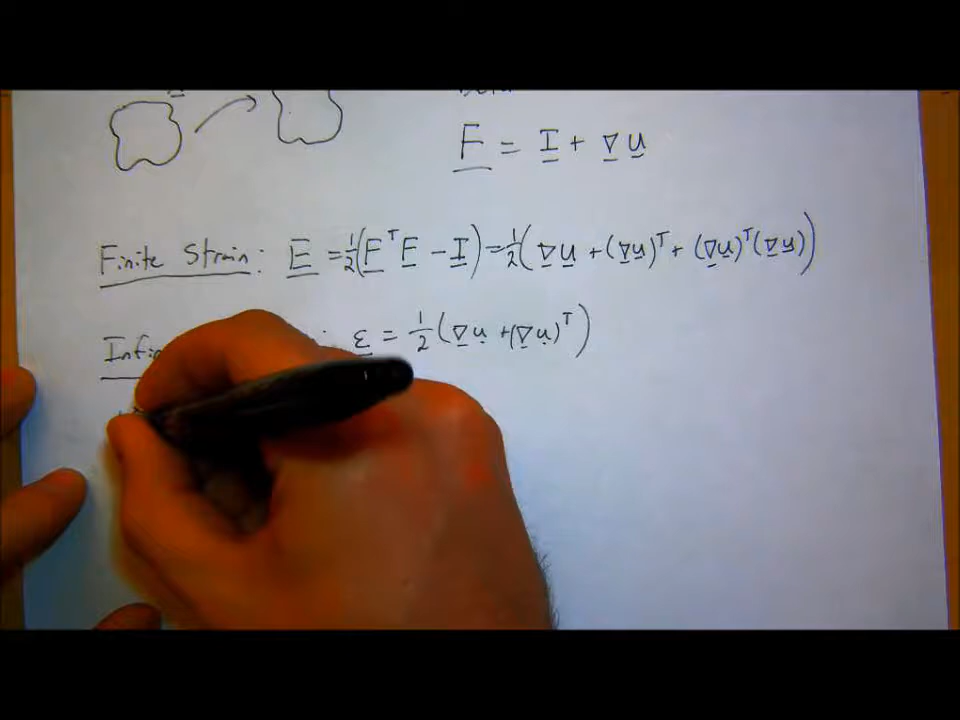 F = I + ∇u
Finite Strain: E = ½(FᵀF − I) = ½(∇u + (∇u)ᵀ + (∇u)ᵀ(∇u))
: ε = ½(∇u + (∇u)ᵀ)